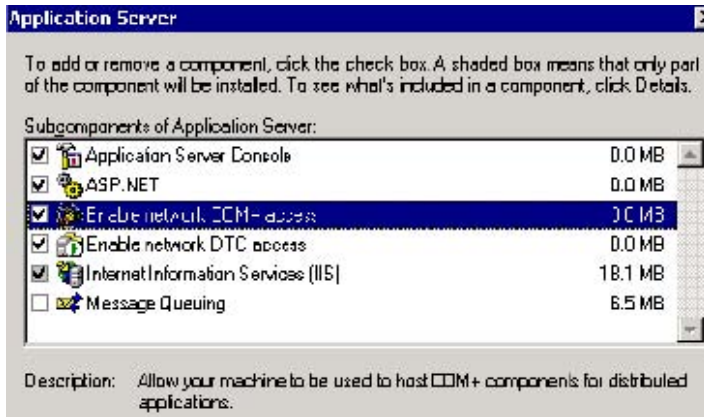 Application Server
To add or remove a component, click the check box. A shaded box means that only part
of the component will be installed. To see what's included in a component, click Details.
Subcomponents of Application Server:
Application Server Console 0.0 MB
ASP.NET 0.0 MB
Enable network COM+ access 0.0 MB
Enable network DTC access 0.0 MB
Internet Information Services (IIS) 18.1 MB
Message Queuing 6.5 MB
Description: Allow your machine to be used to host COM+ components for distributed
applications.